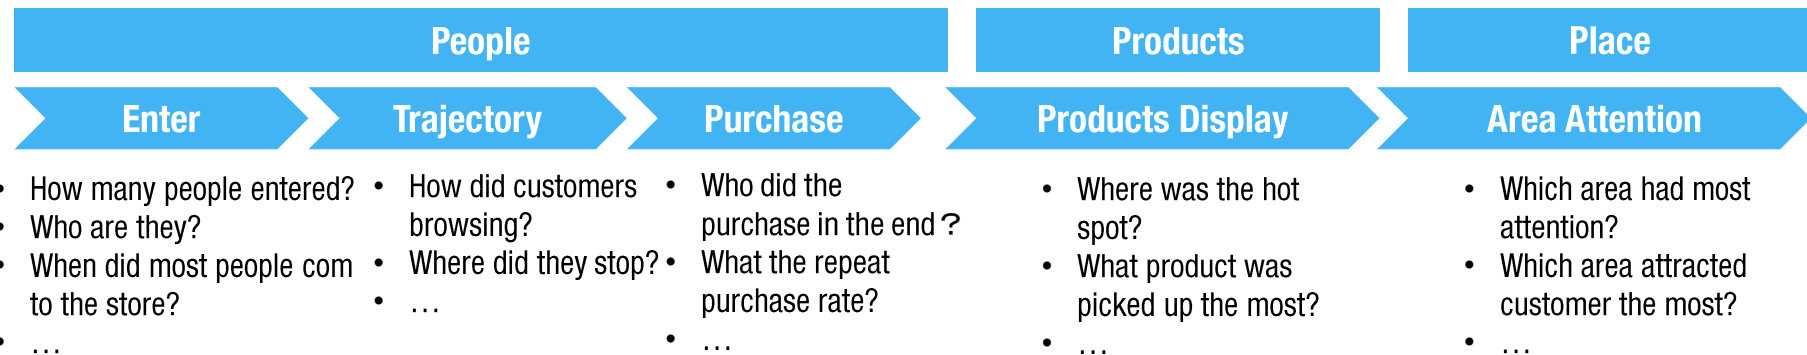 People
Products
Place
Enter
Trajectory
Purchase
Products Display
Area Attention
• How many people entered?
• Who are they?
• When did most people com
to the store?
• ...
• How did customers
browsing?
• Where did they stop?
• ...
• Who did the
purchase in the end?
• What the repeat
purchase rate?
• ...
• Where was the hot
spot?
• What product was
picked up the most?
• ...
• Which area had most
attention?
• Which area attracted
customer the most?
• ...